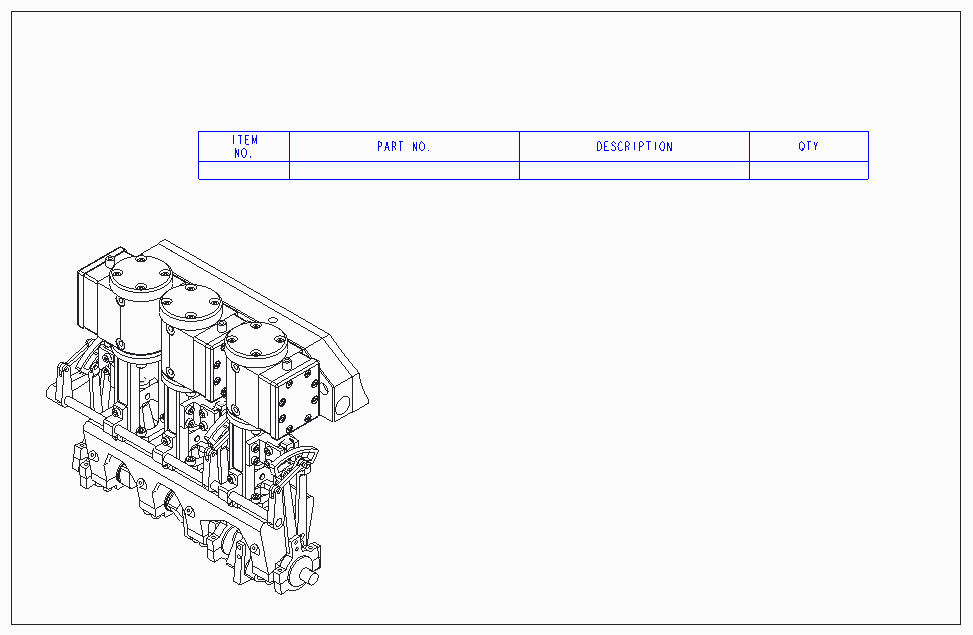 ITEM
NO.
PART NO.
DESCRIPTION
QTY